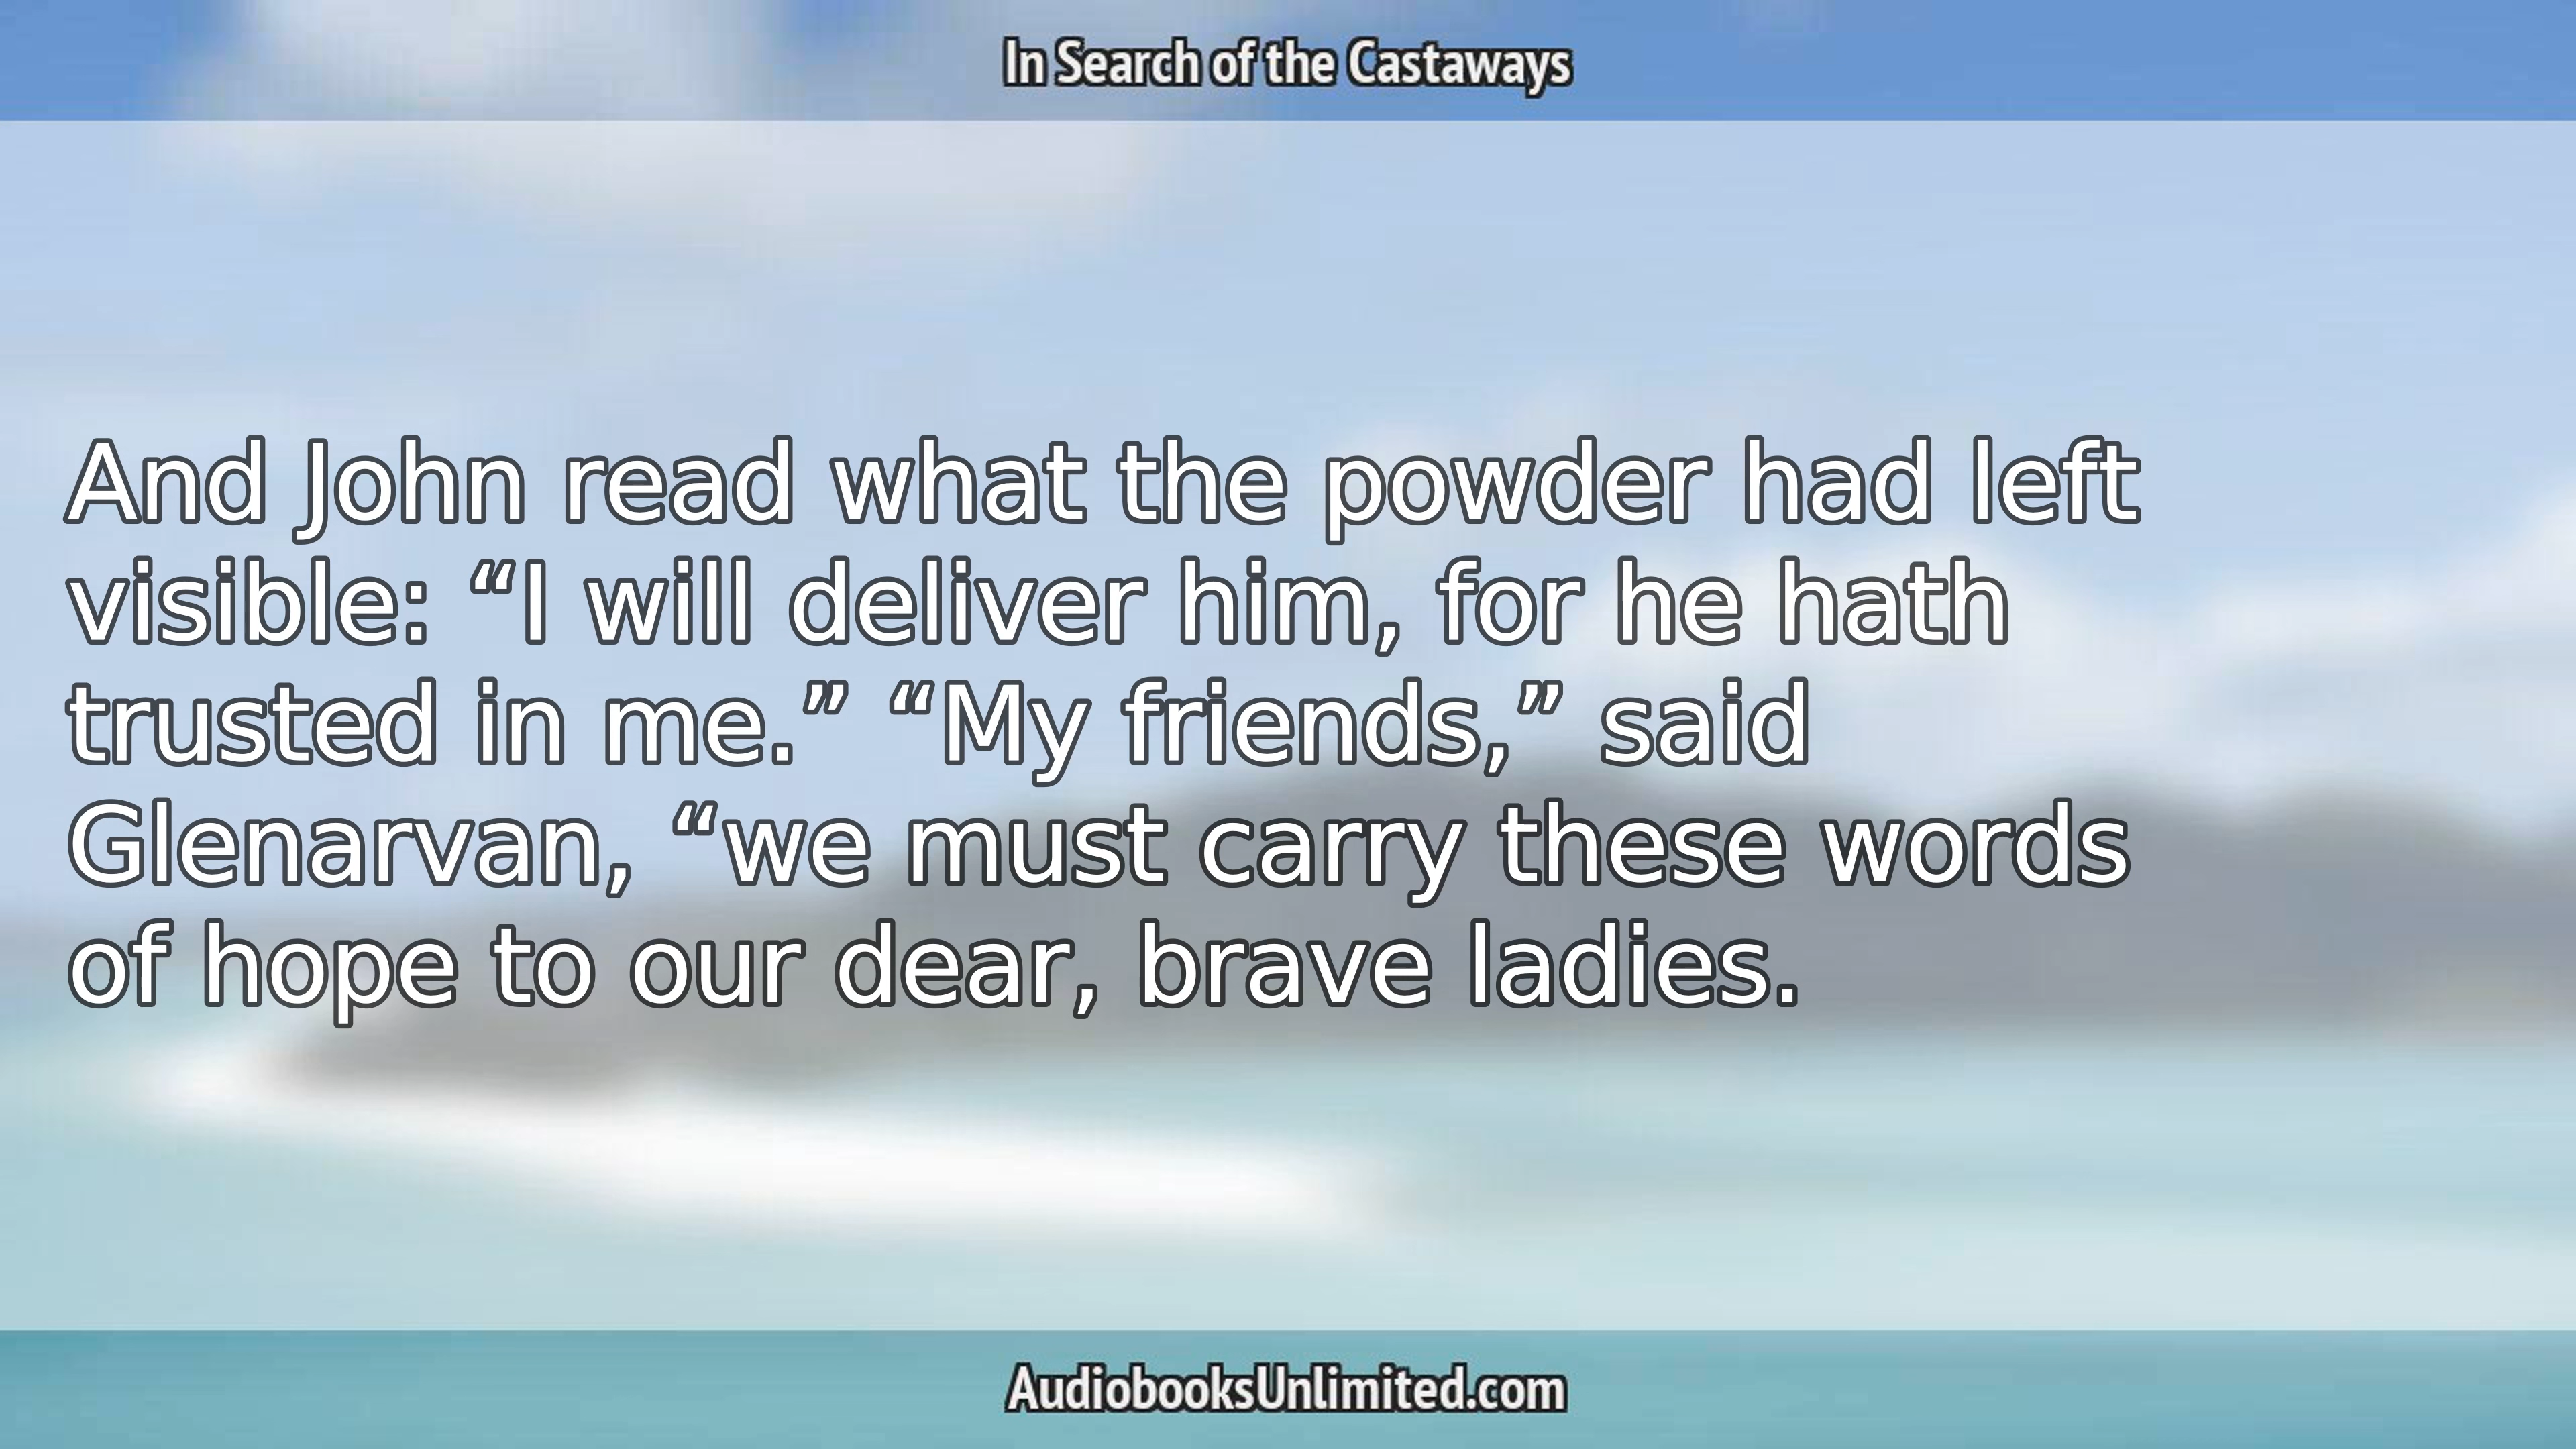 In Search of the Castaways
And John read what the powder had left
visible: “I will deliver him, for he hath
trusted in me.” “My friends,” said
Glenarvan, “we must carry these words
of hope to our dear, brave ladies.
AudiobooksUnlimited.com